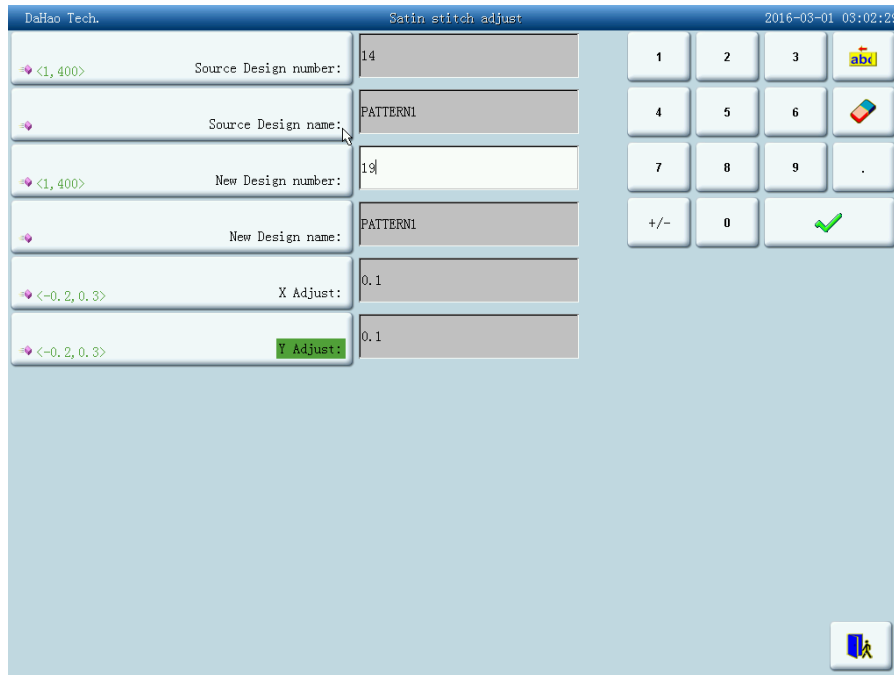 DaHao Tech. Satin stitch adjust 2016-03-01 03:02:29
<1,400> Source Design number: 14
Source Design name: PATTERN1
<1,400> New Design number: 19
New Design name: PATTERN1
<-0.2,0.3> X Adjust: 0.1
<-0.2,0.3> Y Adjust: 0.1
1 2 3 abc
4 5 6
7 8 9 .
+/- 0